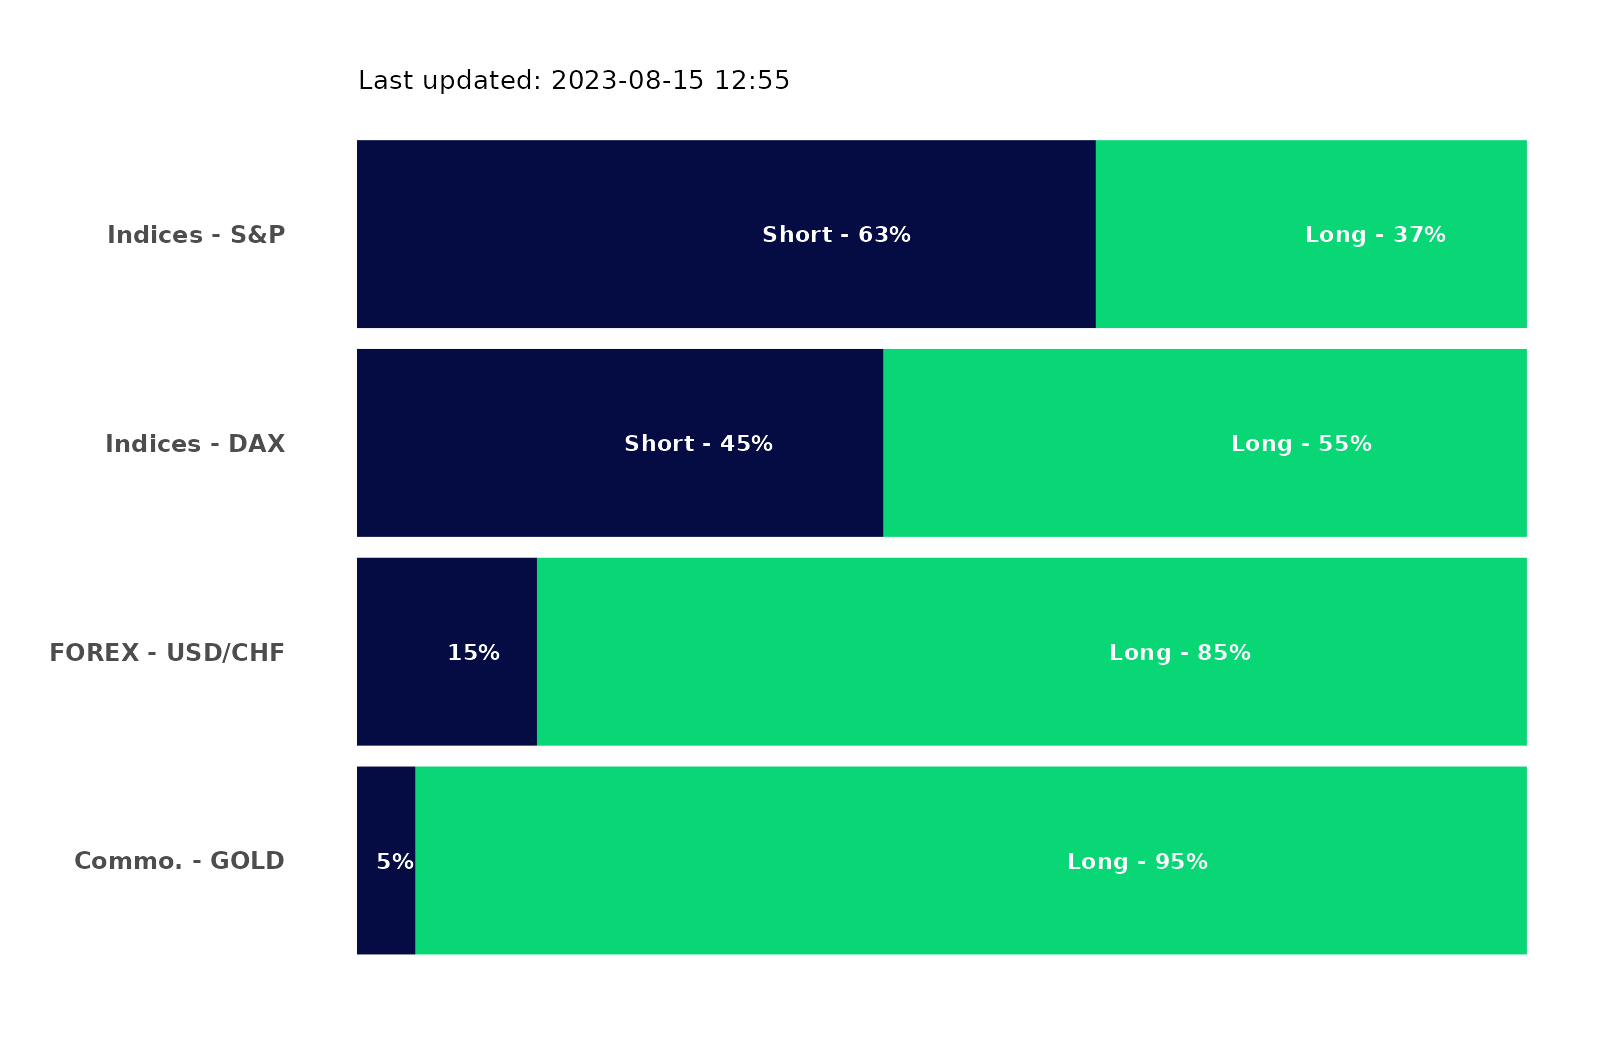 Last updated: 2023-08-15 12:55
Indices - S&P
Short - 63%
Long - 37%
Indices - DAX
Short - 45%
Long - 55%
FOREX - USD/CHF
15%
Long - 85%
Commo. - GOLD
5%
Long - 95%